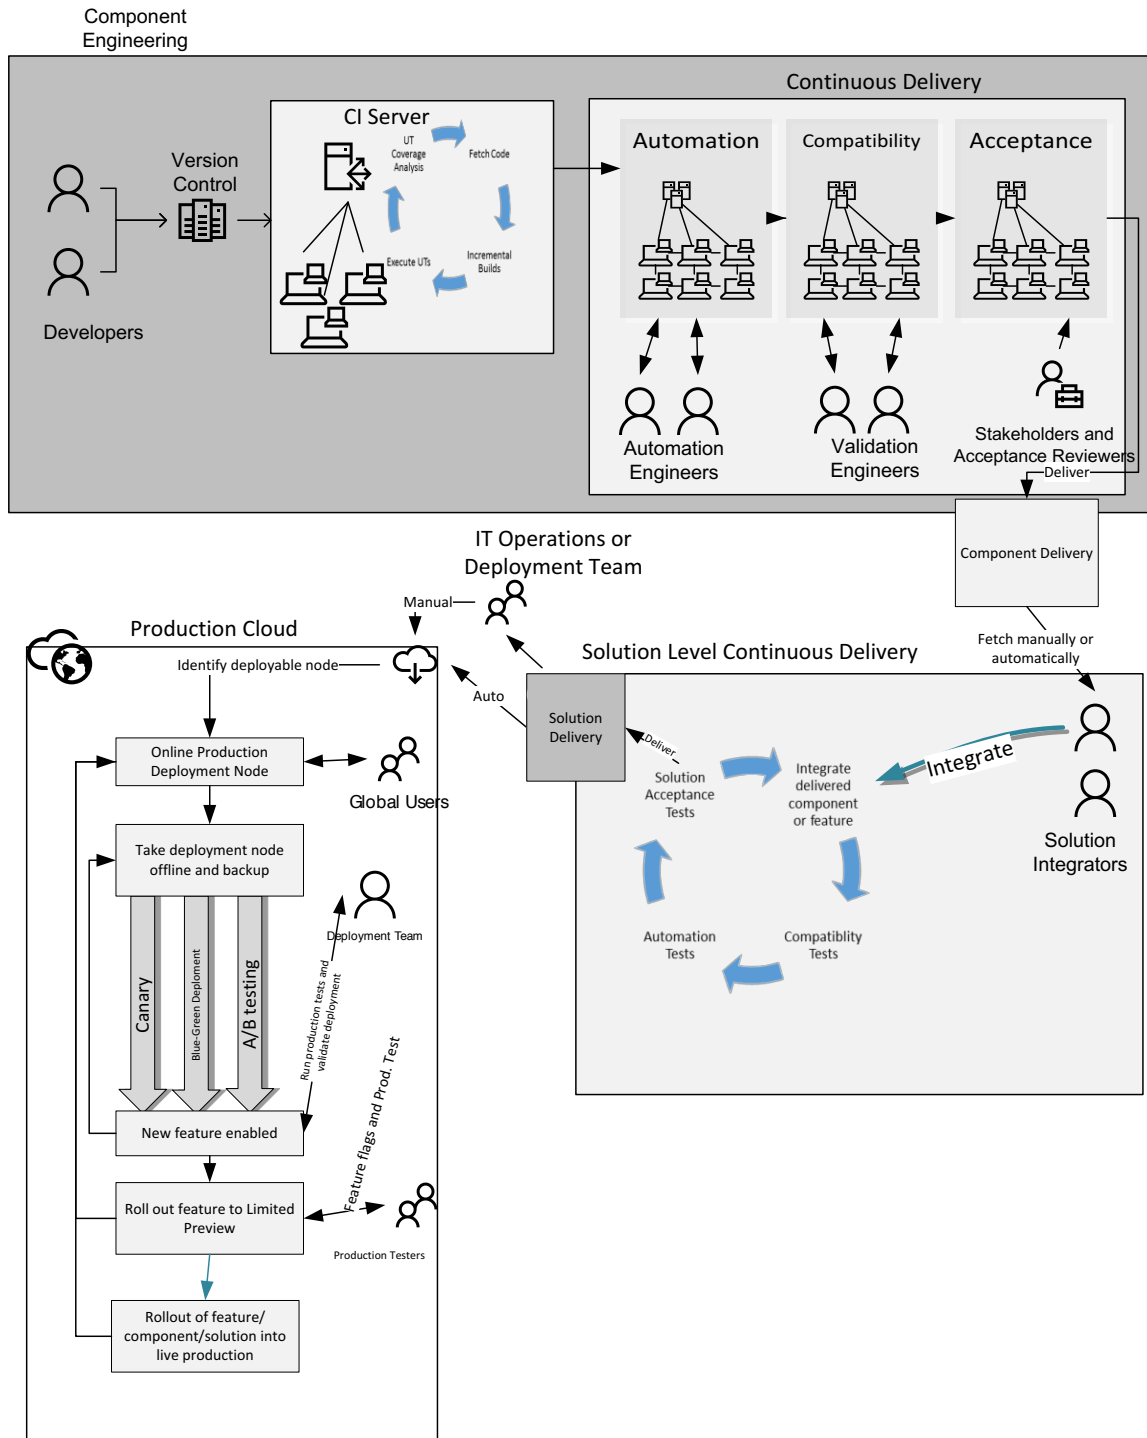 Component
Engineering
Continuous Delivery
CI Server
UT
Coverage
Analysis
Fetch Code
Execute UTs
Incremental
Builds
Version
Control
Developers
Automation
Compatibility
Acceptance
Automation
Engineers
Validation
Engineers
Stakeholders and
Acceptance Reviewers
Deliver
Component Delivery
Fetch manually or
automatically
IT Operations or
Deployment Team
Manual
Production Cloud
Identify deployable node
Auto
Solution Level Continuous Delivery
Solution
Delivery
Deliver
Solution
Acceptance
Tests
Integrate
delivered
component
or feature
Integrate
Automation
Tests
Compatiblity
Tests
Solution
Integrators
Online Production
Deployment Node
Global Users
Take deployment node
offline and backup
Deployment Team
Canary
Blue-Green Deploment
A/B testing
Run production tests and
validate deployment
New feature enabled
Feature flags and Prod. Test
Roll out feature to Limited
Preview
Production Testers
Rollout of feature/
component/solution into
live production